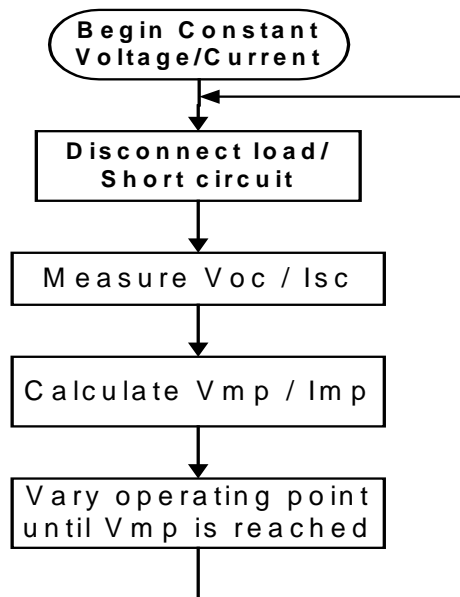 Begin Constant
Voltage/Current
Disconnect load/
Short circuit
Measure Voc / Isc
Calculate Vmp / Imp
Vary operating point
until Vmp is reached